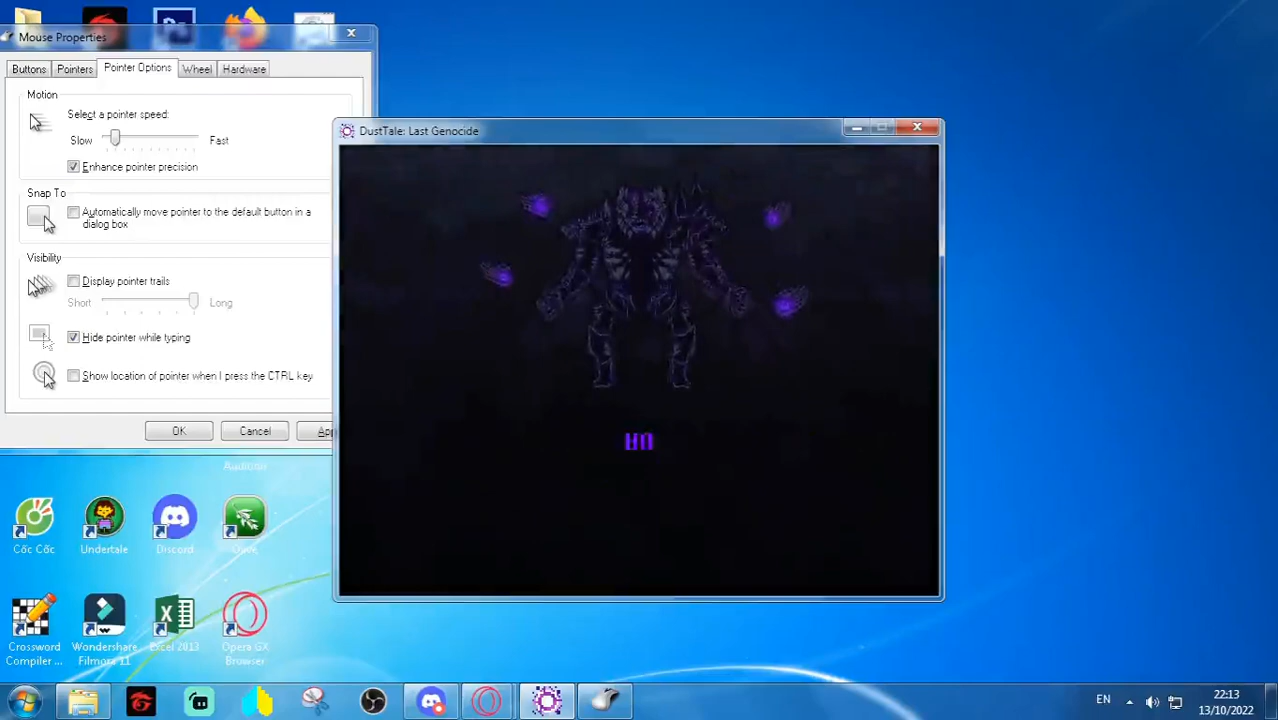 Mouse Properties
Buttons
Pointers
Pointer Options
Wheel
Hardware
Motion
Select a pointer speed:
Slow
Fast
Enhance pointer precision
Snap To
Automatically move pointer to the default button in a
dialog box
Visibility
Display pointer trails
Short
Long
Hide pointer while typing
Show location of pointer when I press the CTRL key
OK
Cancel
DustTale: Last Genocide
Cốc Cốc
Undertale
Discord
Crossword
Compiler ...
Wondershare
Filmora 11
Excel 2013
Opera GX
Browser
EN
22:13
13/10/2022